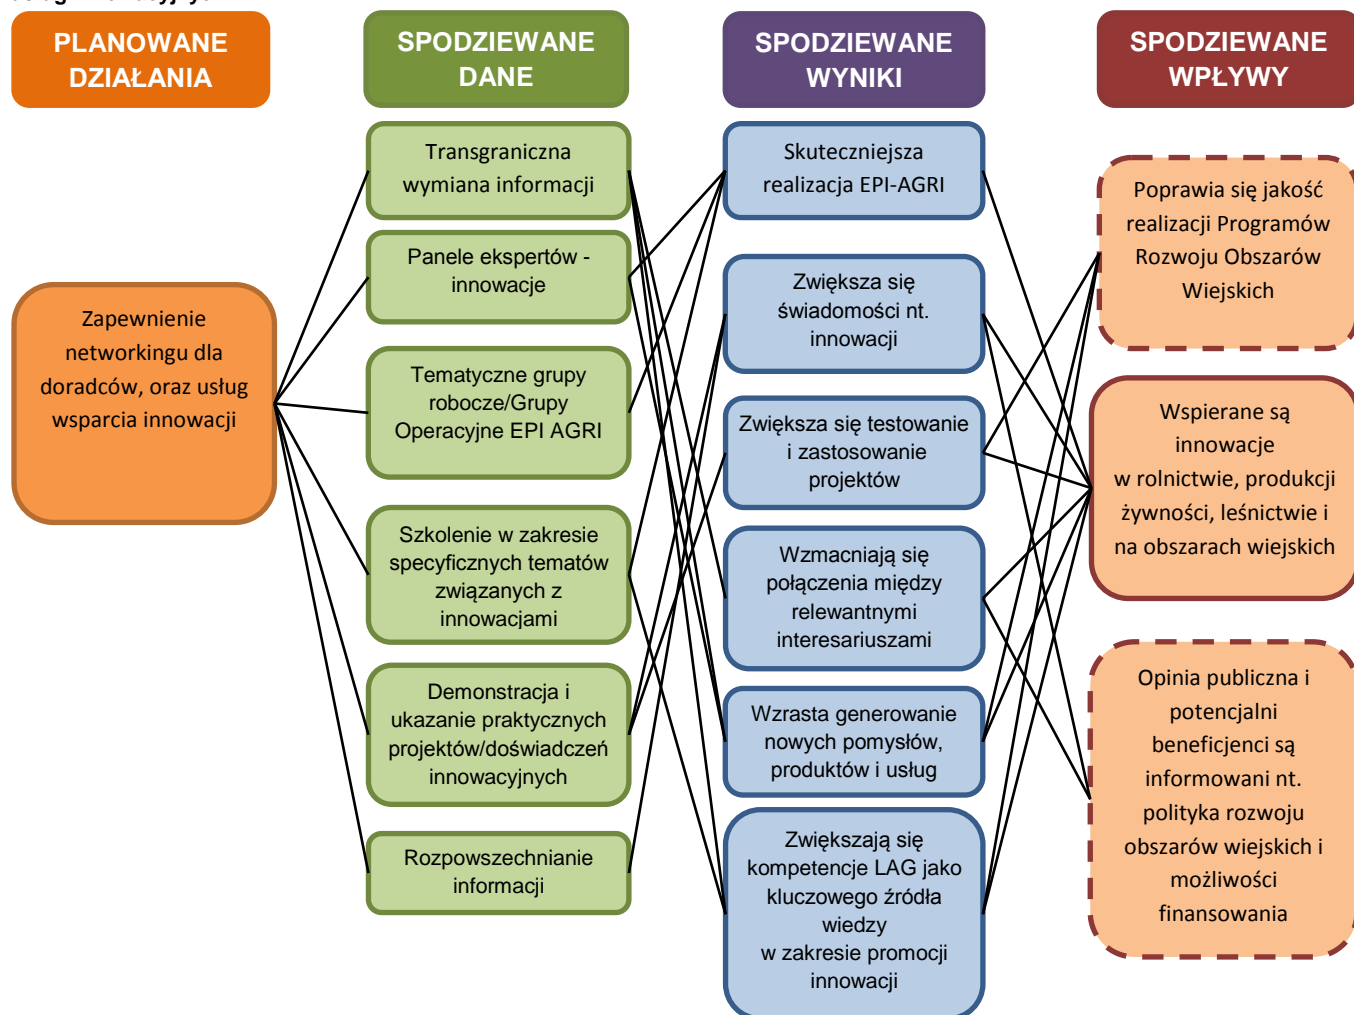 PLANOWANE
DZIAŁANIA
SPODZIEWANE
DANE
SPODZIEWANE
WYNIKI
SPODZIEWANE
WPŁYWY
Zapewnienie
networkingu dla
doradców, oraz usług
wsparcia innowacji
Transgraniczna
wymiana informacji
Panele ekspertów -
innowacje
Tematyczne grupy
robocze/Grupy
Operacyjne EPI AGRI
Szkolenie w zakresie
specyficznych tematów
związanych z
innowacjami
Demonstracja i
ukazanie praktycznych
projektów/doświadczeń
innowacyjnych
Rozpowszechnianie
informacji
Skuteczniejsza
realizacja EPI-AGRI
Zwiększa się
świadomości nt.
innowacji
Zwiększa się testowanie
i zastosowanie
projektów
Wzmacniają się
połączenia między
relewantnymi
interesariuszami
Wzrasta generowanie
nowych pomysłów,
produktów i usług
Zwiększają się
kompetencje LAG jako
kluczowego źródła
wiedzy
w zakresie promocji
innowacji
Poprawia się jakość
realizacji Programów
Rozwoju Obszarów
Wiejskich
Wspierane są
innowacje
w rolnictwie, produkcji
żywności, leśnictwie i
na obszarach wiejskich
Opinia publiczna i
potencjalni
beneficjenci są
informowani nt.
polityka rozwoju
obszarów wiejskich i
możliwości
finansowania